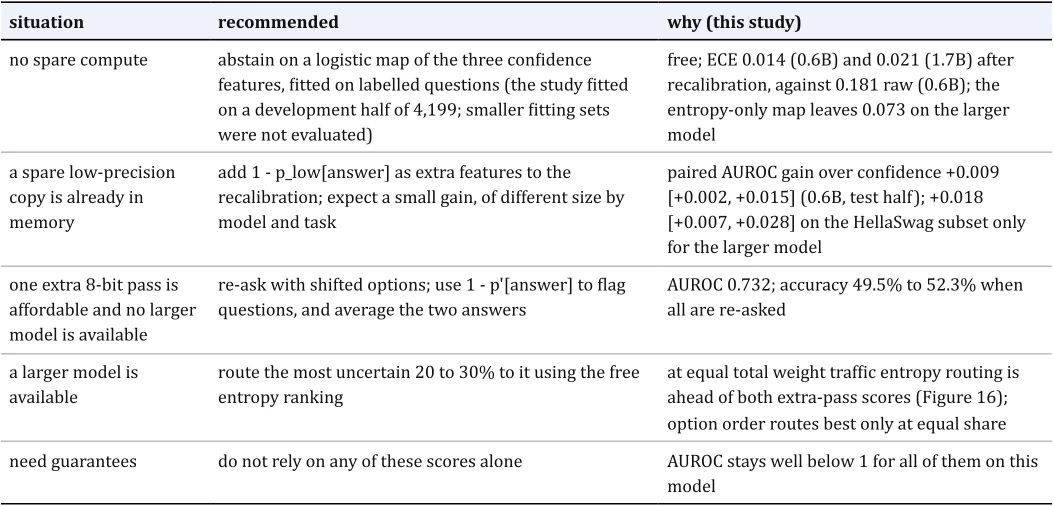 situation recommended why (this study)
no spare compute
abstain on a logistic map of the three confidence
features, fitted on labelled questions (the study fitted
on a development half of 4,199; smaller fitting sets
were not evaluated)
free; ECE 0.014 (0.6B) and 0.021 (1.7B) after
recalibration, against 0.181 raw (0.6B); the
entropy-only map leaves 0.073 on the larger
model
a spare low-precision
copy is already in
memory
add 1 - p_low[answer] as extra features to the
recalibration; expect a small gain, of different size by
model and task
paired AUROC gain over confidence +0.009
[+0.002, +0.015] (0.6B, test half); +0.018
[+0.007, +0.028] on the HellaSwag subset only
for the larger model
one extra 8-bit pass is
affordable and no larger
model is available
re-ask with shifted options; use 1 - p'[answer] to flag
questions, and average the two answers
AUROC 0.732; accuracy 49.5% to 52.3% when
all are re-asked
a larger model is
available
route the most uncertain 20 to 30% to it using the free
entropy ranking
at equal total weight traffic entropy routing is
ahead of both extra-pass scores (Figure 16);
option order routes best only at equal share
need guarantees
do not rely on any of these scores alone
AUROC stays well below 1 for all of them on this
model